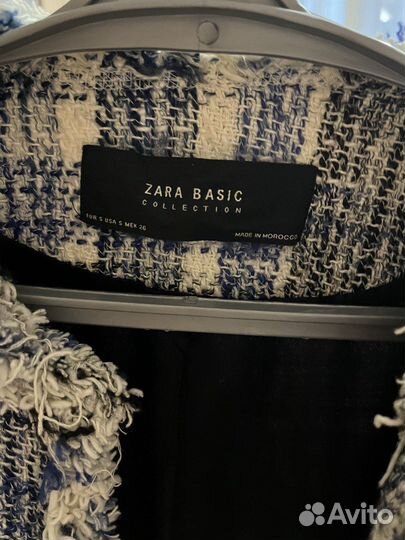 ZARA BASIC
COLLECTION
EUR S USA S MEX 26
MADE IN MOROCCO
Avito